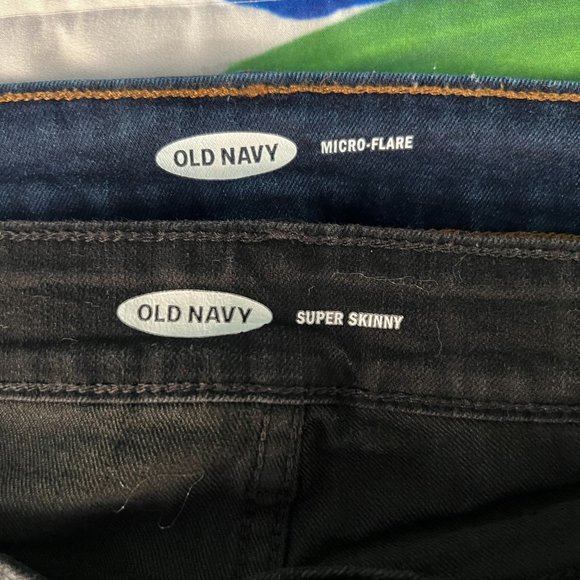 OLD NAVY MICRO-FLARE
OLD NAVY SUPER SKINNY